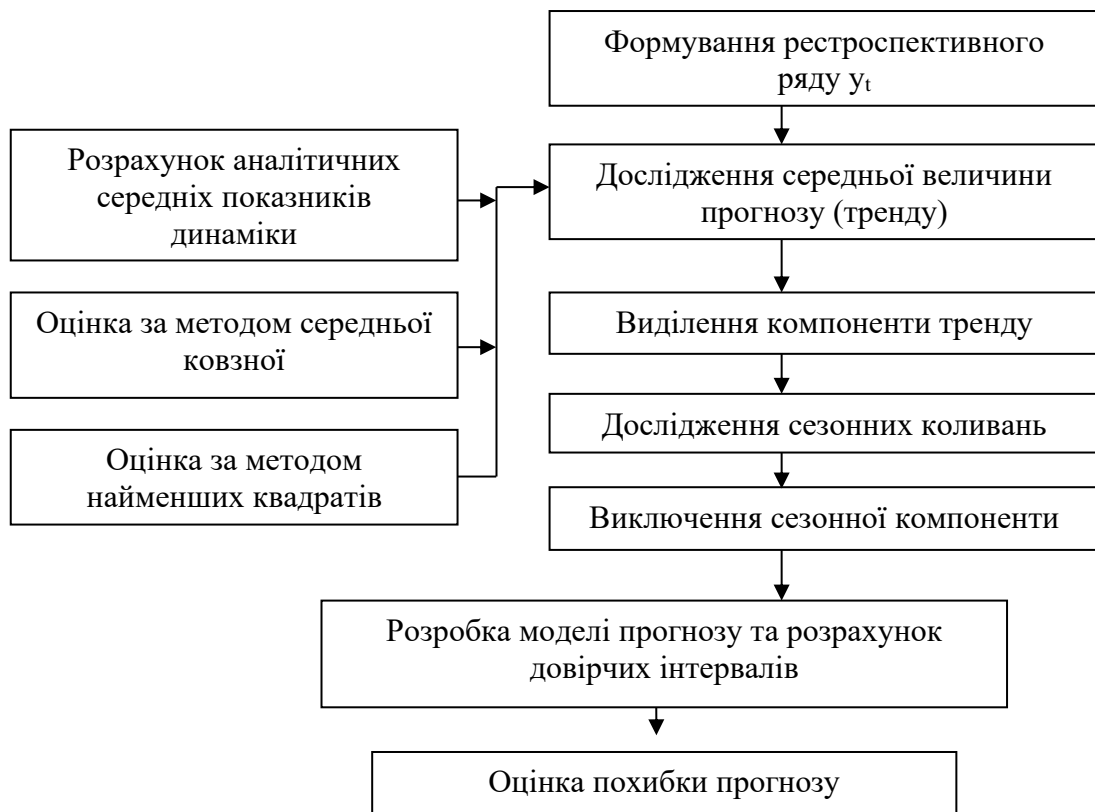 Формування рестроспективного
ряду yₜ
Розрахунок аналітичних
середніх показників
динаміки
Дослідження середньої величини
прогнозу (тренду)
Оцінка за методом середньої
ковзної
Виділення компоненти тренду
Дослідження сезонних коливань
Оцінка за методом
найменших квадратів
Виключення сезонної компоненти
Розробка моделі прогнозу та розрахунок
довірчих інтервалів
Оцінка похибки прогнозу